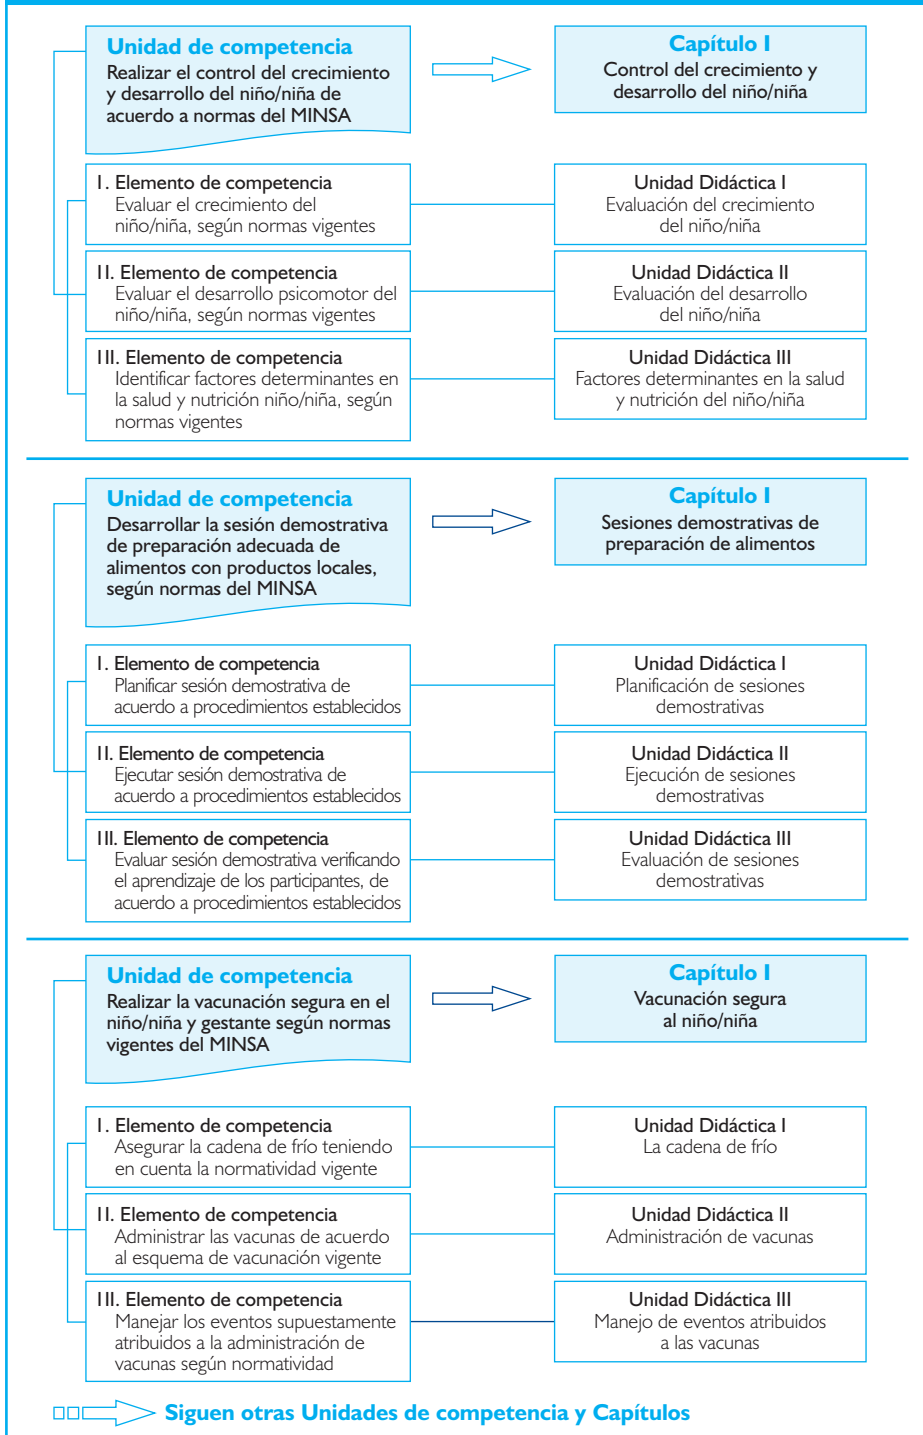 Unidad de competencia
Realizar el control del crecimiento
y desarrollo del niño/niña de
acuerdo a normas del MINSA
Capítulo I
Control del crecimiento y
desarrollo del niño/niña
I. Elemento de competencia
Evaluar el crecimiento del
niño/niña, según normas vigentes
Unidad Didáctica I
Evaluación del crecimiento
del niño/niña
II. Elemento de competencia
Evaluar el desarrollo psicomotor del
niño/niña, según normas vigentes
Unidad Didáctica II
Evaluación del desarrollo
del niño/niña
III. Elemento de competencia
Identificar factores determinantes en
la salud y nutrición niño/niña, según
normas vigentes
Unidad Didáctica III
Factores determinantes en la salud
y nutrición del niño/niña
Unidad de competencia
Desarrollar la sesión demostrativa
de preparación adecuada de
alimentos con productos locales,
según normas del MINSA
Capítulo I
Sesiones demostrativas de
preparación de alimentos
I. Elemento de competencia
Planificar sesión demostrativa de
acuerdo a procedimientos establecidos
Unidad Didáctica I
Planificación de sesiones
demostrativas
II. Elemento de competencia
Ejecutar sesión demostrativa de
acuerdo a procedimientos establecidos
Unidad Didáctica II
Ejecución de sesiones
demostrativas
III. Elemento de competencia
Evaluar sesión demostrativa verificando
el aprendizaje de los participantes, de
acuerdo a procedimientos establecidos
Unidad Didáctica III
Evaluación de sesiones
demostrativas
Unidad de competencia
Realizar la vacunación segura en el
niño/niña y gestante según normas
vigentes del MINSA
Capítulo I
Vacunación segura
al niño/niña
I. Elemento de competencia
Asegurar la cadena de frío teniendo
en cuenta la normatividad vigente
Unidad Didáctica I
La cadena de frío
II. Elemento de competencia
Administrar las vacunas de acuerdo
al esquema de vacunación vigente
Unidad Didáctica II
Administración de vacunas
III. Elemento de competencia
Manejar los eventos supuestamente
atribuidos a la administración de
vacunas según normatividad
Unidad Didáctica III
Manejo de eventos atribuidos
a las vacunas
Siguen otras Unidades de competencia y Capítulos